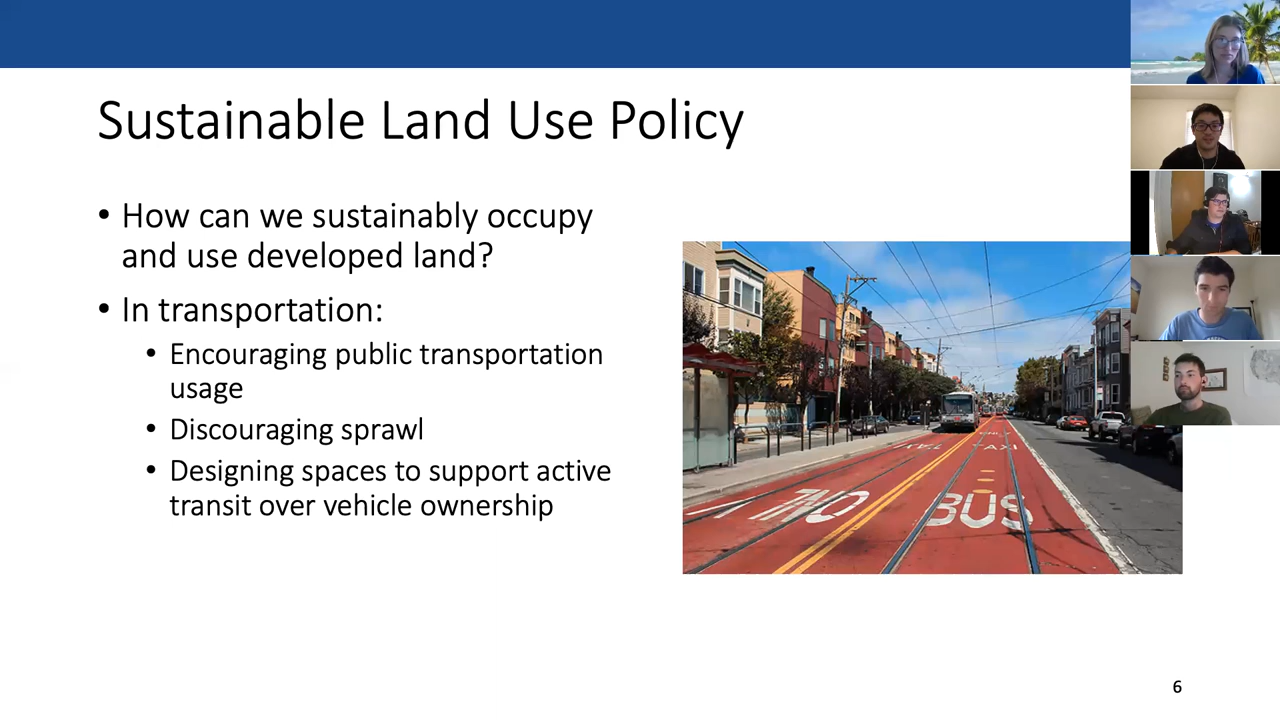 Sustainable Land Use Policy
• How can we sustainably occupy
and use developed land?
• In transportation:
• Encouraging public transportation
usage
• Discouraging sprawl
• Designing spaces to support active
transit over vehicle ownership
ONLY
BUS
6